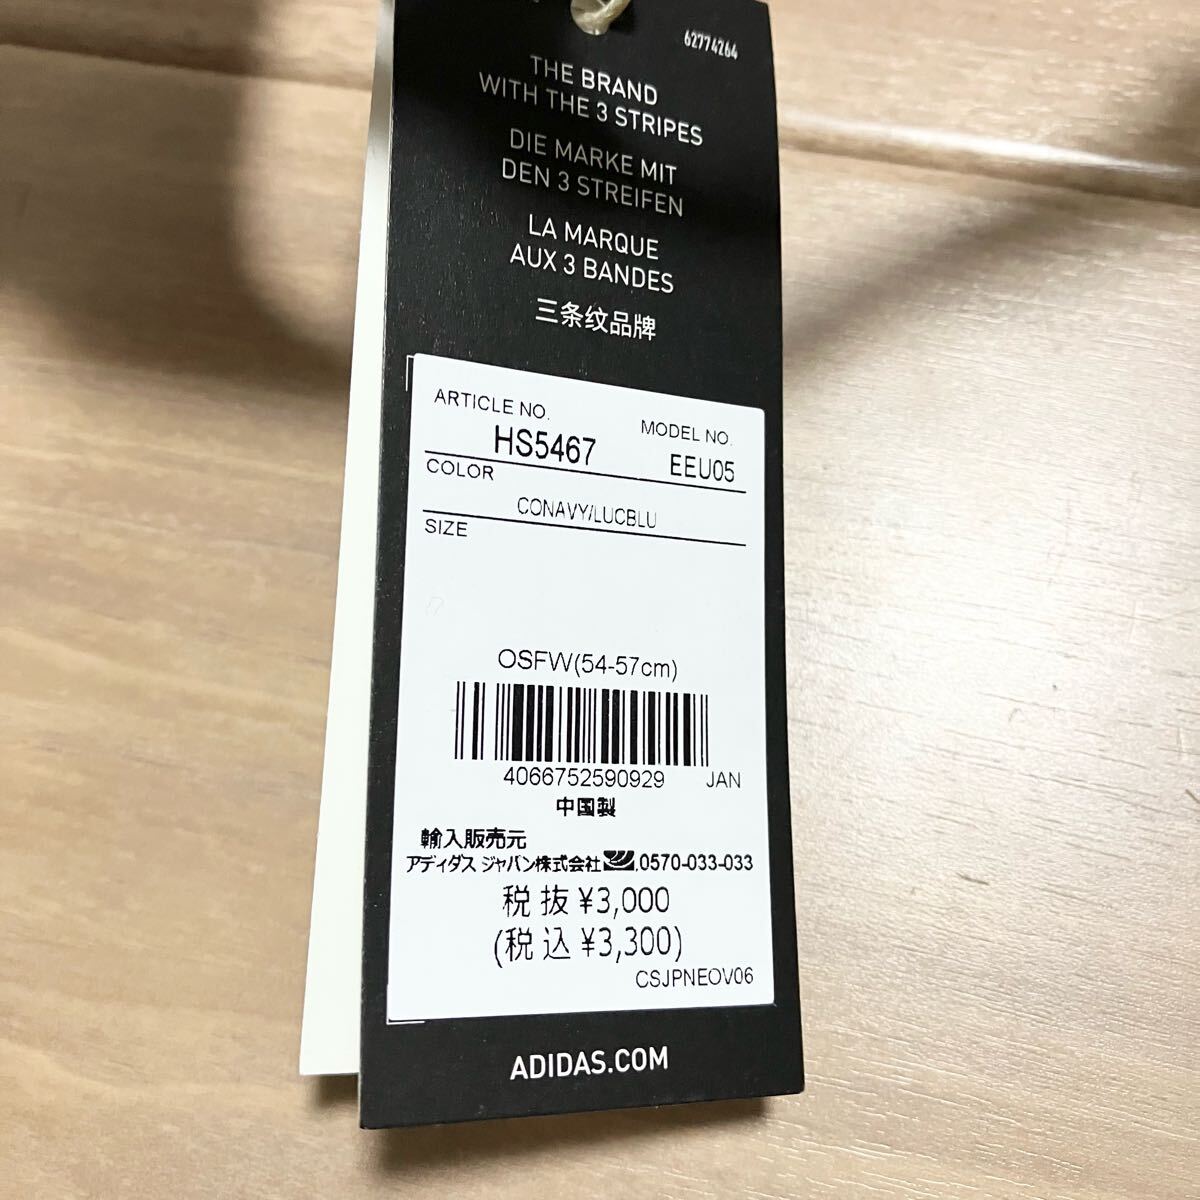 62774264
THE BRAND
WITH THE 3 STRIPES
DIE MARKE MIT
DEN 3 STREIFEN
LA MARQUE
AUX 3 BANDES
三条纹品牌
ARTICLE NO.
HS5467
MODEL NO.
EEU05
COLOR
CONAVY/LUCBLU
SIZE
OSFW(54-57cm)
4066752590929 JAN
中国製
輸入販売元
アディダス ジャパン株式会社 0570-033-033
税抜 ¥3,000
(税込 ¥3,300)
CSJPNEOV06
ADIDAS.COM